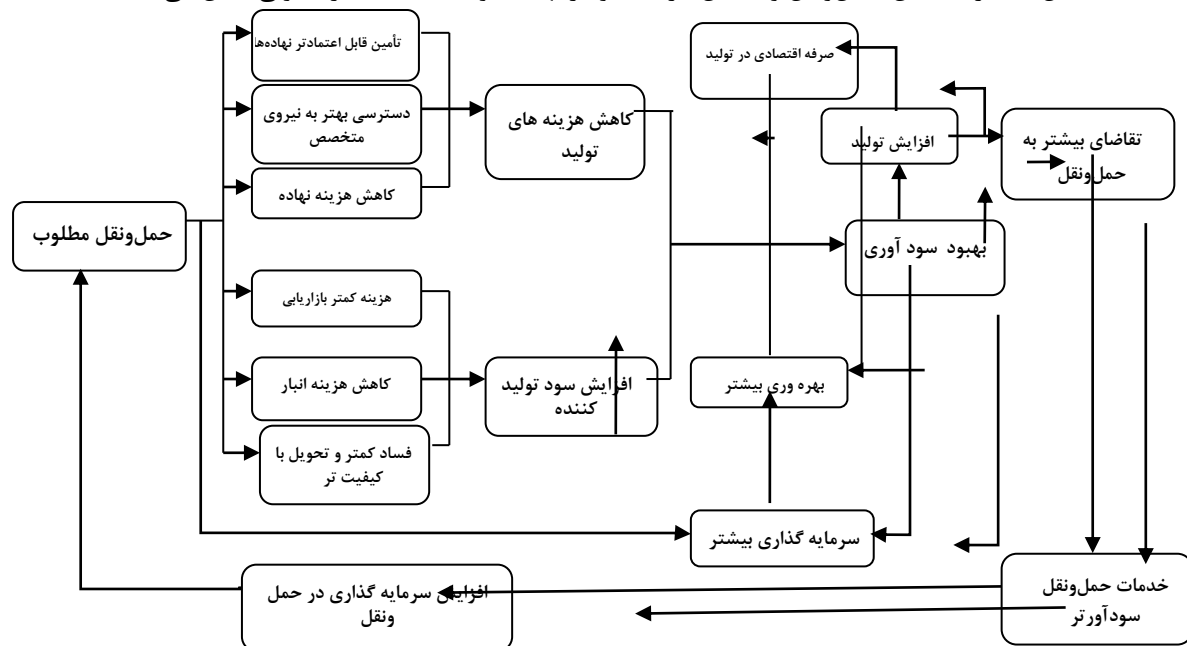 تأمین قابل اعتمادتر نهاده‌ها
دسترسی بهتر به نیروی
متخصص
کاهش هزینه نهاده
حمل‌ونقل مطلوب
هزینه کمتر بازاریابی
کاهش هزینه انبار
فساد کمتر و تحویل با
کیفیت تر
کاهش هزینه های
تولید
افزایش سود تولید
کننده
صرفه اقتصادی در تولید
افزایش تولید
تقاضای بیشتر به
حمل‌ونقل
بهبود سود آوری
بهره وری بیشتر
سرمایه گذاری بیشتر
خدمات حمل‌ونقل
سودآورتر
افزایش سرمایه گذاری در حمل
ونقل